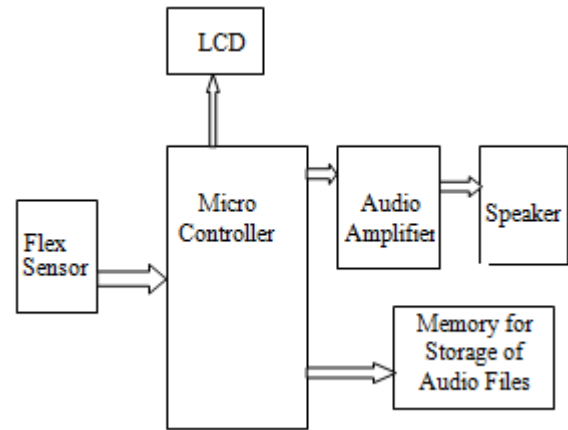 LCD
Micro
Controller
Audio
Amplifier
Speaker
Flex
Sensor
Memory for
Storage of
Audio Files